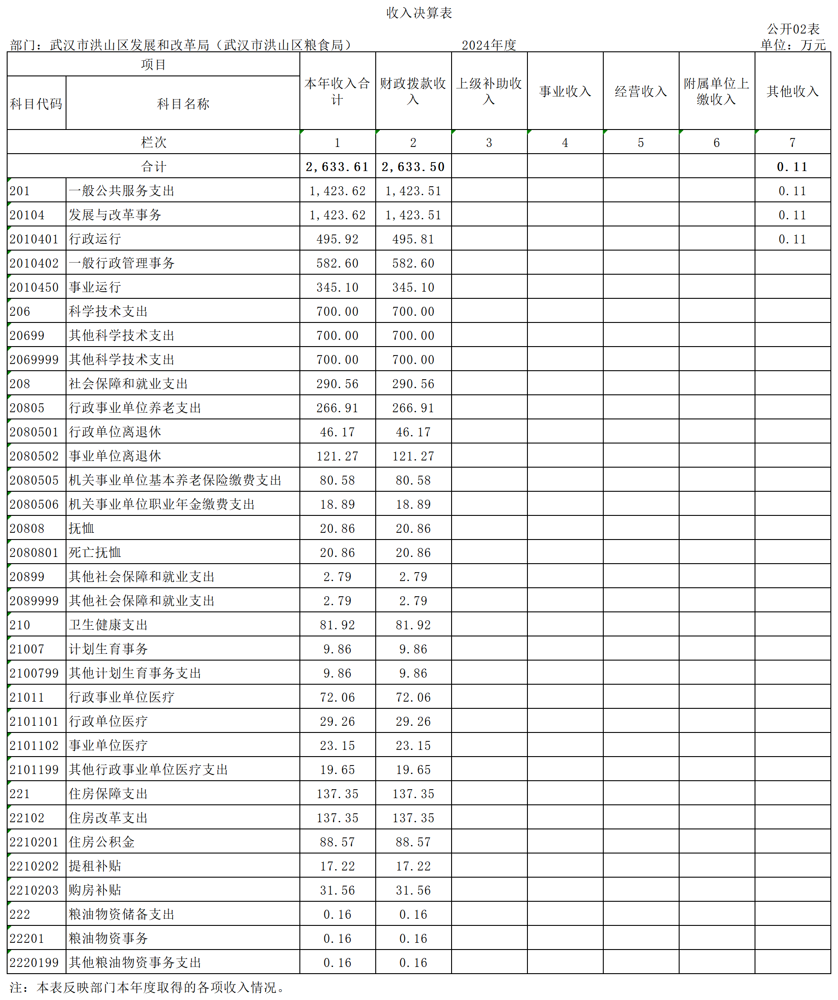 收入决算表
公开02表
部门：武汉市洪山区发展和改革局（武汉市洪山区粮食局） 2024年度 单位：万元
项目 本年收入合计 财政拨款收入 上级补助收入 事业收入 经营收入 附属单位上缴收入 其他收入
科目代码 科目名称
栏次 1 2 3 4 5 6 7
合计 2,633.61 2,633.50 0.11
201 一般公共服务支出 1,423.62 1,423.51 0.11
20104 发展与改革事务 1,423.62 1,423.51 0.11
2010401 行政运行 495.92 495.81 0.11
2010402 一般行政管理事务 582.60 582.60
2010450 事业运行 345.10 345.10
206 科学技术支出 700.00 700.00
20699 其他科学技术支出 700.00 700.00
2069999 其他科学技术支出 700.00 700.00
208 社会保障和就业支出 290.56 290.56
20805 行政事业单位养老支出 266.91 266.91
2080501 行政单位离退休 46.17 46.17
2080502 事业单位离退休 121.27 121.27
2080505 机关事业单位基本养老保险缴费支出 80.58 80.58
2080506 机关事业单位职业年金缴费支出 18.89 18.89
20808 抚恤 20.86 20.86
2080801 死亡抚恤 20.86 20.86
20899 其他社会保障和就业支出 2.79 2.79
2089999 其他社会保障和就业支出 2.79 2.79
210 卫生健康支出 81.92 81.92
21007 计划生育事务 9.86 9.86
2100799 其他计划生育事务支出 9.86 9.86
21011 行政事业单位医疗 72.06 72.06
2101101 行政单位医疗 29.26 29.26
2101102 事业单位医疗 23.15 23.15
2101199 其他行政事业单位医疗支出 19.65 19.65
221 住房保障支出 137.35 137.35
22102 住房改革支出 137.35 137.35
2210201 住房公积金 88.57 88.57
2210202 提租补贴 17.22 17.22
2210203 购房补贴 31.56 31.56
222 粮油物资储备支出 0.16 0.16
22201 粮油物资事务 0.16 0.16
2220199 其他粮油物资事务支出 0.16 0.16
注：本表反映部门本年度取得的各项收入情况。